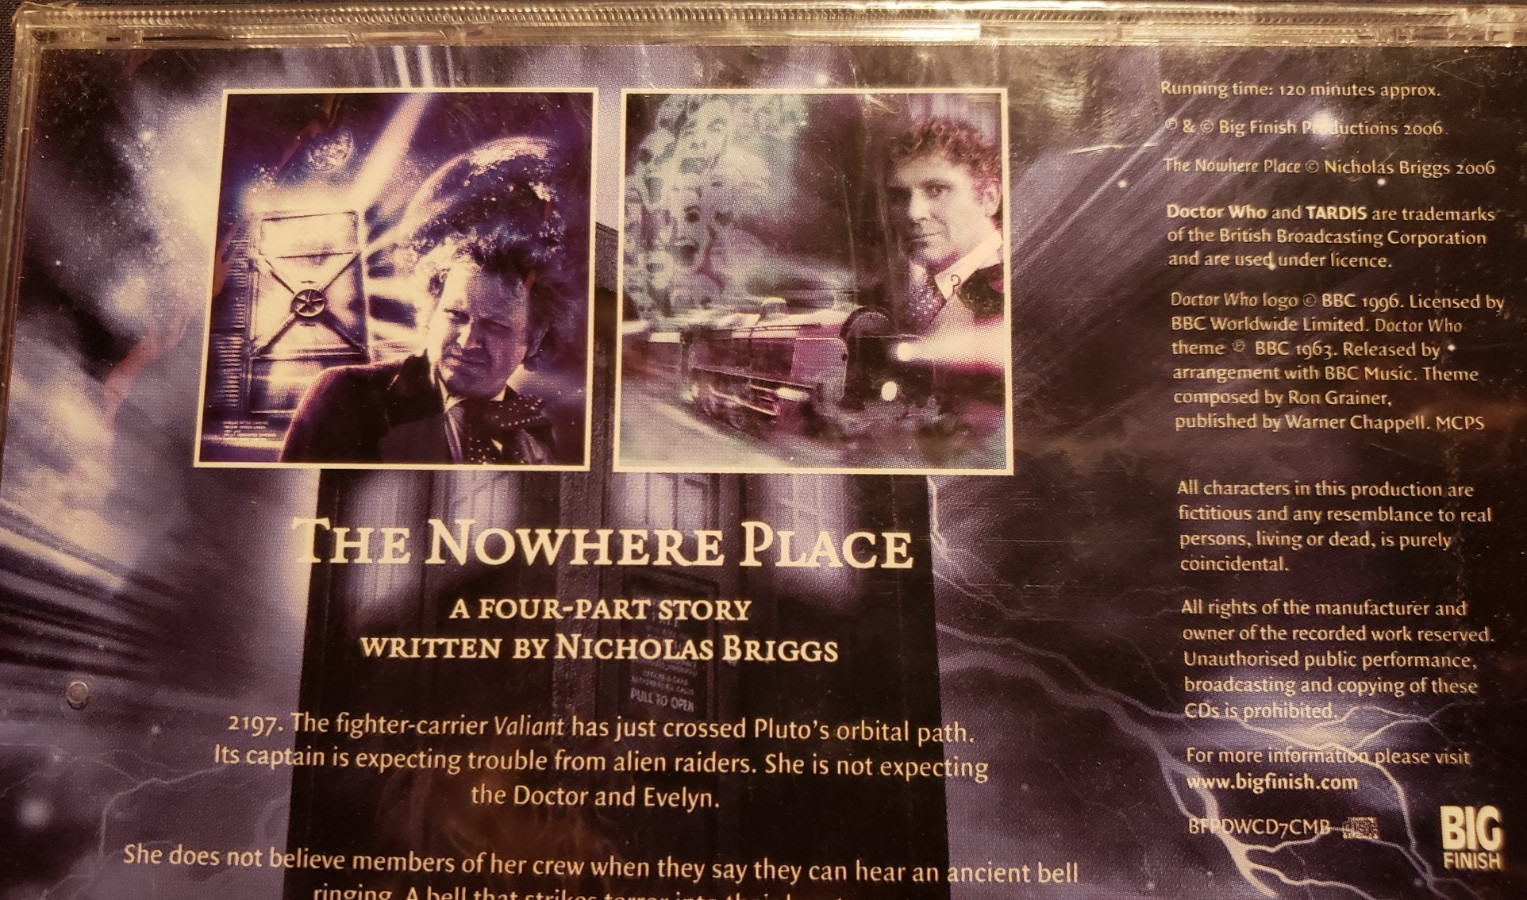 THE NOWHERE PLACE
A FOUR-PART STORY
WRITTEN BY NICHOLAS BRIGGS
PULL TO OPEN
2197. The fighter-carrier Valiant has just crossed Pluto's orbital path.
Its captain is expecting trouble from alien raiders. She is not expecting
the Doctor and Evelyn.
She does not believe members of her crew when they say they can hear an ancient bell
ringing. A bell that strikes terror into their
Running time: 120 minutes approx.
℗ & © Big Finish Productions 2006.
The Nowhere Place © Nicholas Briggs 2006
Doctor Who and TARDIS are trademarks
of the British Broadcasting Corporation
and are used under licence.
Doctor Who logo © BBC 1996. Licensed by
BBC Worldwide Limited. Doctor Who
theme ℗ BBC 1963. Released by
arrangement with BBC Music. Theme
composed by Ron Grainer,
published by Warner Chappell. MCPS
All characters in this production are
fictitious and any resemblance to real
persons, living or dead, is purely
coincidental.
All rights of the manufacturer and
owner of the recorded work reserved.
Unauthorised public performance,
broadcasting and copying of these
CDs is prohibited.
For more information please visit
www.bigfinish.com
BFPDWCD7CMB
BIG
FINISH